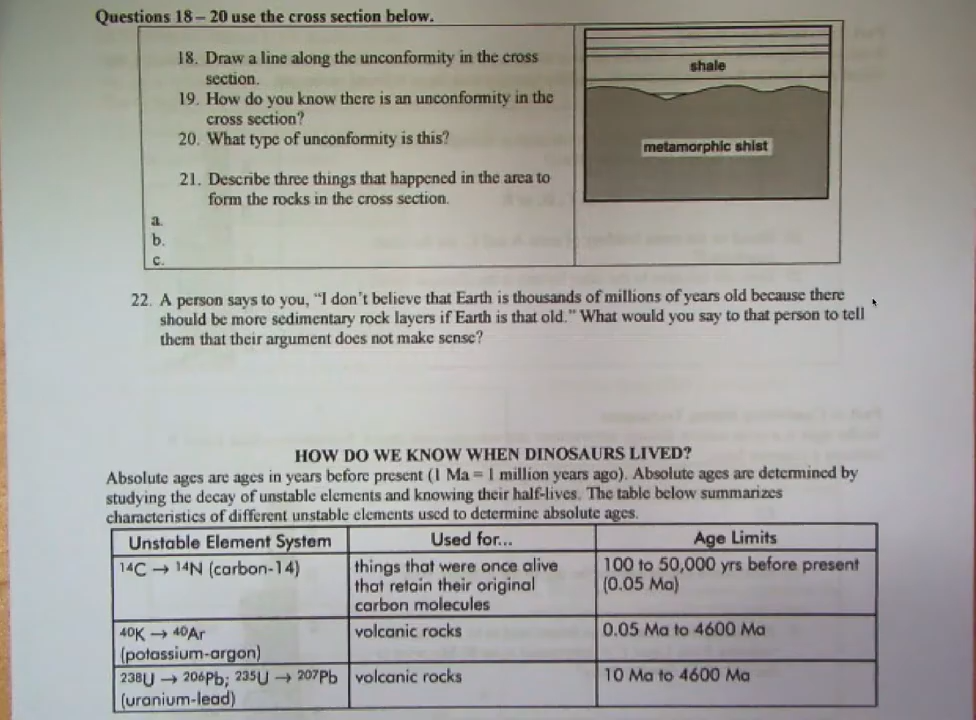 Questions 18 – 20 use the cross section below.
18. Draw a line along the unconformity in the cross
section.
19. How do you know there is an unconformity in the
cross section?
20. What type of unconformity is this?
21. Describe three things that happened in the area to
form the rocks in the cross section.
a.
b.
c.
shale
metamorphic shist
22. A person says to you, “I don’t believe that Earth is thousands of millions of years old because there
should be more sedimentary rock layers if Earth is that old.” What would you say to that person to tell
them that their argument does not make sense?
HOW DO WE KNOW WHEN DINOSAURS LIVED?
Absolute ages are ages in years before present (1 Ma = 1 million years ago). Absolute ages are determined by
studying the decay of unstable elements and knowing their half-lives. The table below summarizes
characteristics of different unstable elements used to determine absolute ages.
Unstable Element System Used for... Age Limits
14C → 14N (carbon-14) things that were once alive 100 to 50,000 yrs before present
that retain their original (0.05 Ma)
carbon molecules
40K → 40Ar volcanic rocks 0.05 Ma to 4600 Ma
(potassium-argon)
238U → 206Pb; 235U → 207Pb volcanic rocks 10 Ma to 4600 Ma
(uranium-lead)